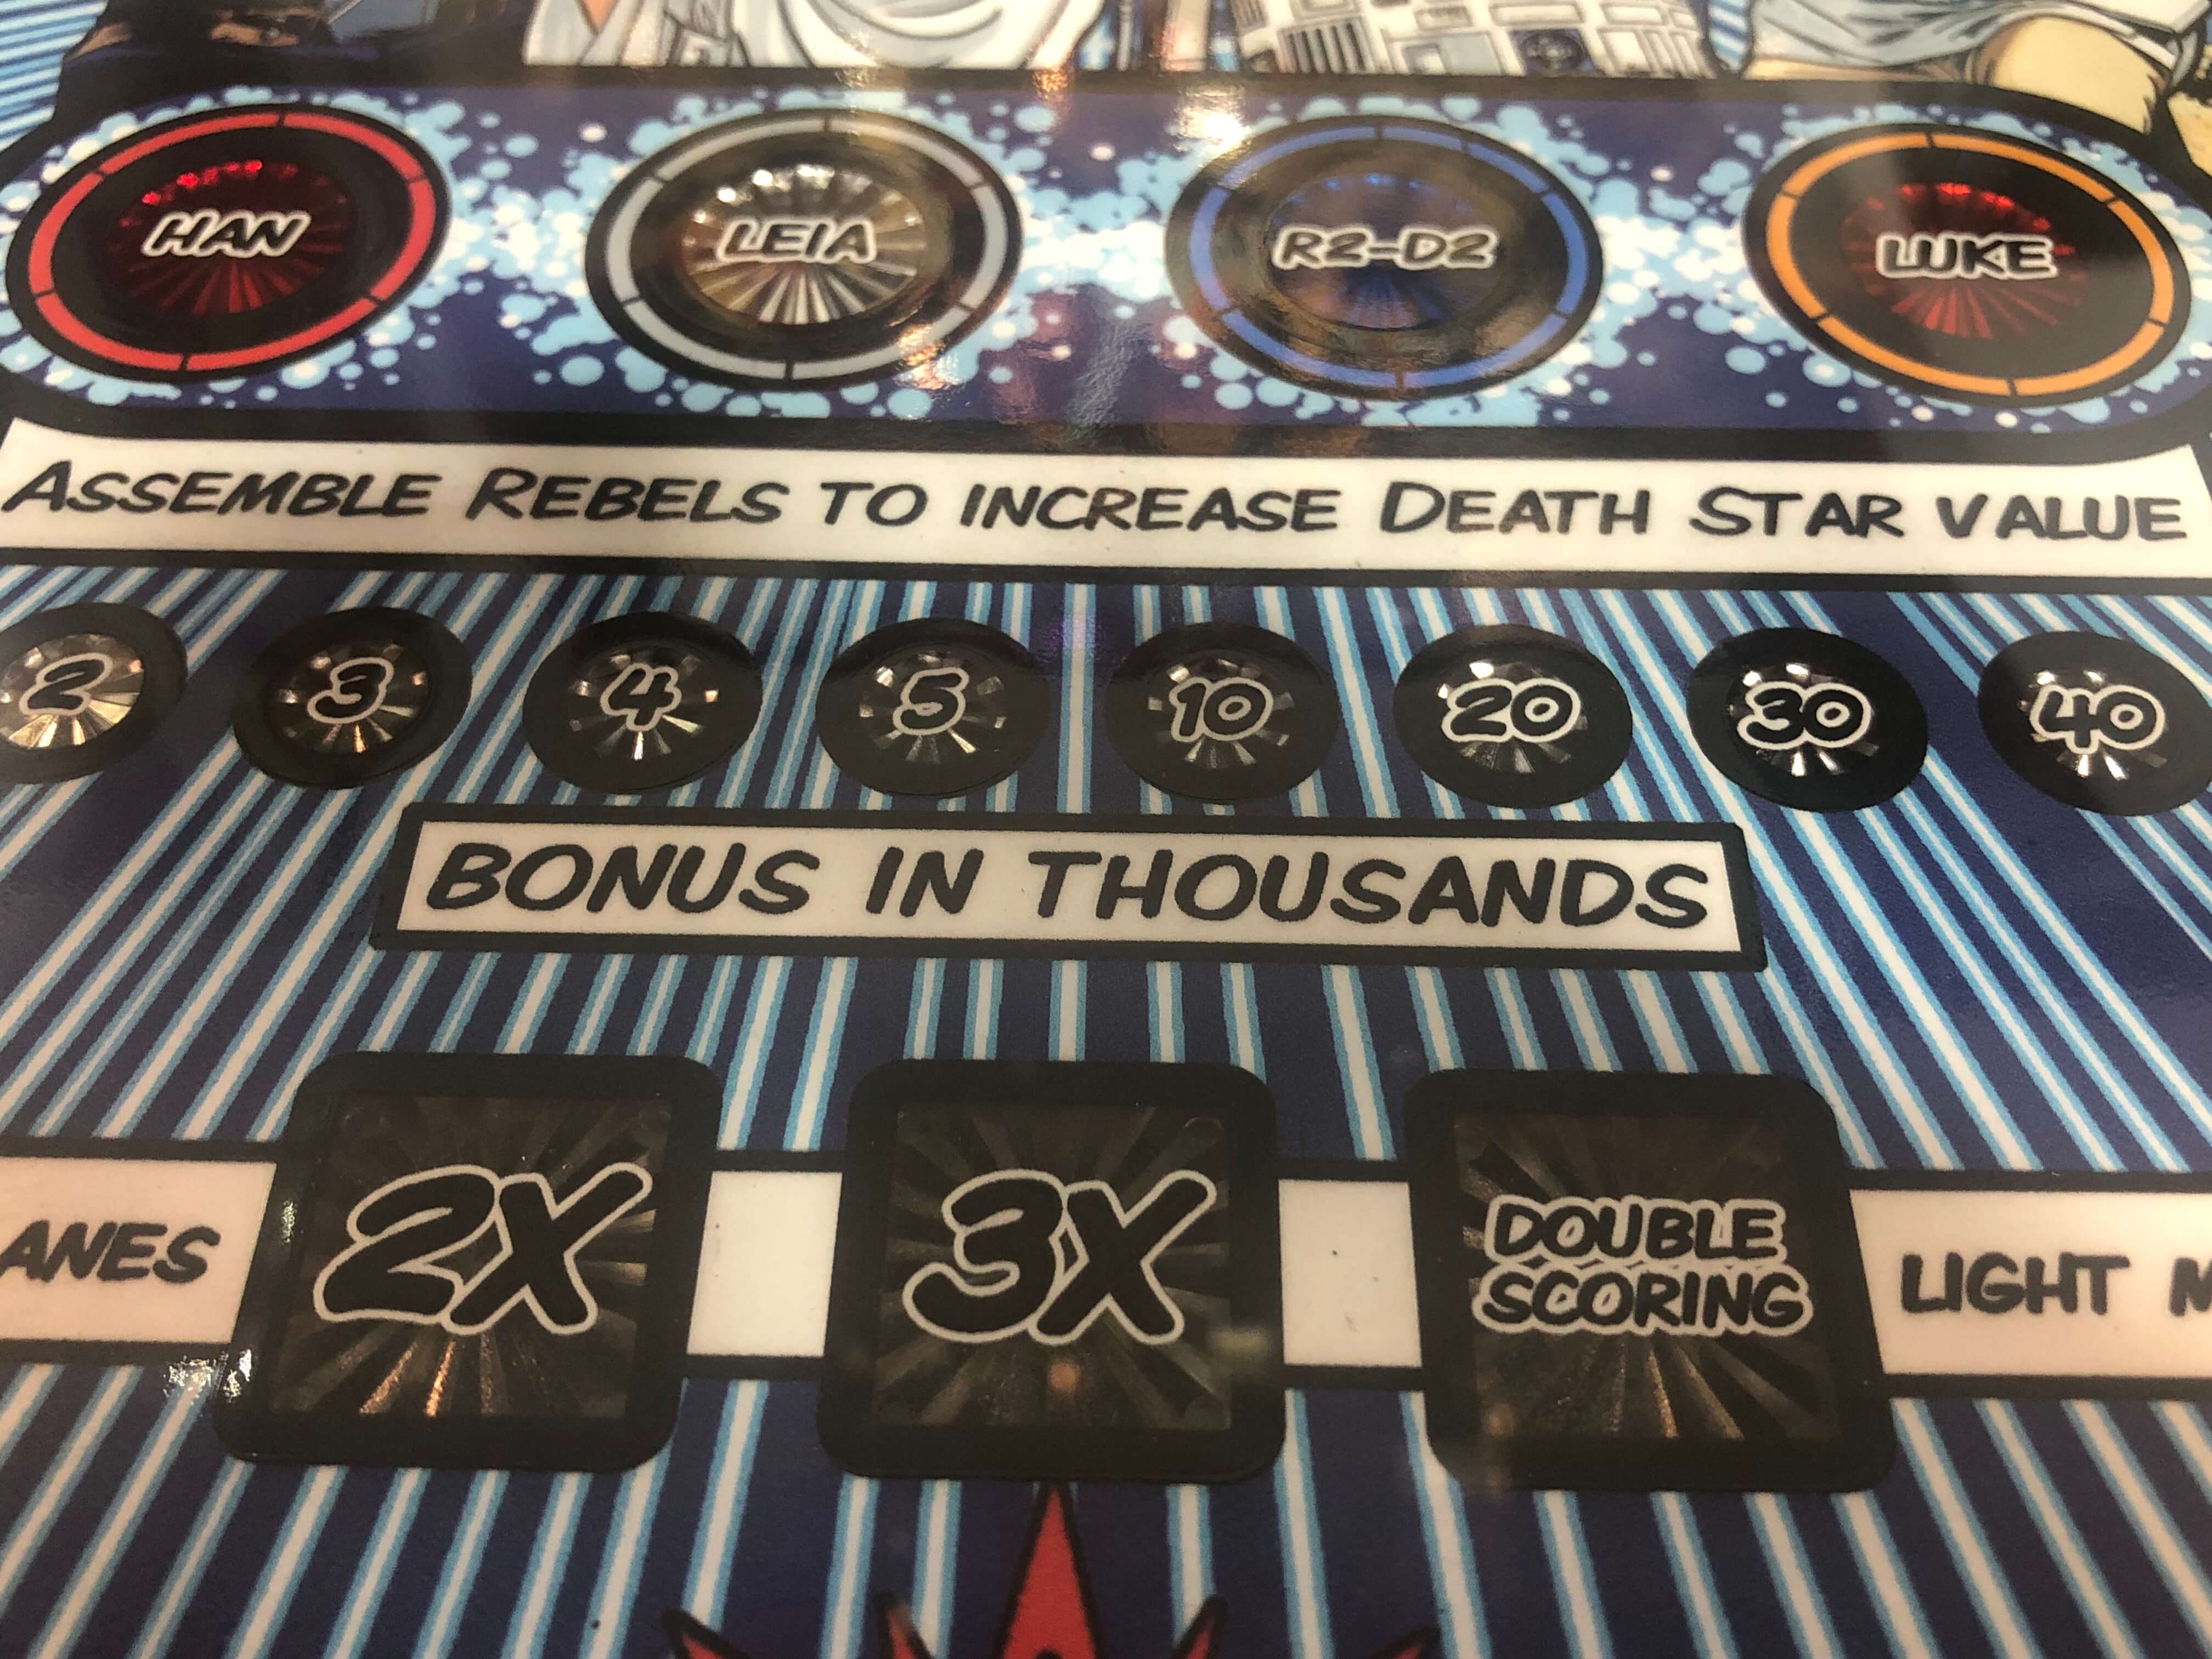 HAN LEIA R2-D2 LUKE
ASSEMBLE REBELS TO INCREASE DEATH STAR VALUE
2 3 4 5 10 20 30 40
BONUS IN THOUSANDS
ANES 2X 3X DOUBLE SCORING LIGHT M